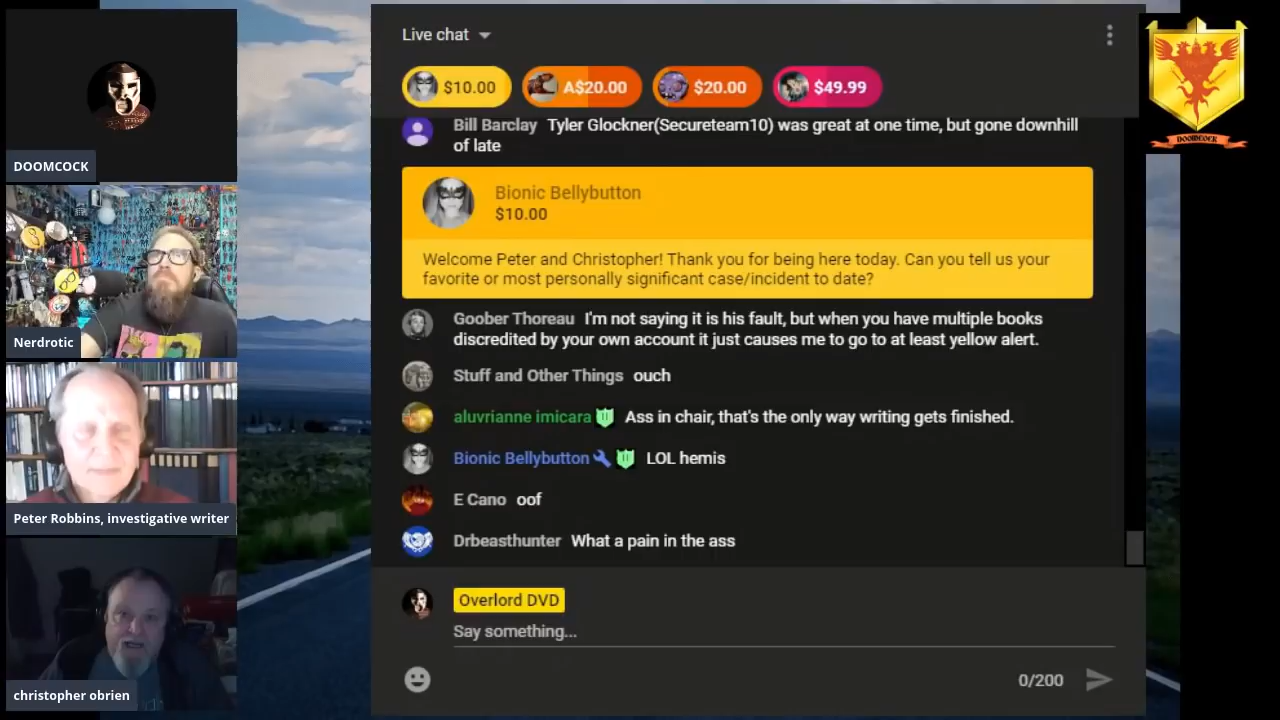 DOOMCOCK
Nerdrotic
Peter Robbins, investigative writer
christopher obrien
Live chat
$10.00
A$20.00
$20.00
$49.99
Bill Barclay Tyler Glockner(Secureteam10) was great at one time, but gone downhill
of late
Bionic Bellybutton
$10.00
Welcome Peter and Christopher! Thank you for being here today. Can you tell us your
favorite or most personally significant case/incident to date?
Goober Thoreau I'm not saying it is his fault, but when you have multiple books
discredited by your own account it just causes me to go to at least yellow alert.
Stuff and Other Things ouch
aluvrianne imicara Ass in chair, that's the only way writing gets finished.
Bionic Bellybutton LOL hemis
E Cano oof
Drbeasthunter What a pain in the ass
Overlord DVD
Say something...
0/200
DOOMCOCK